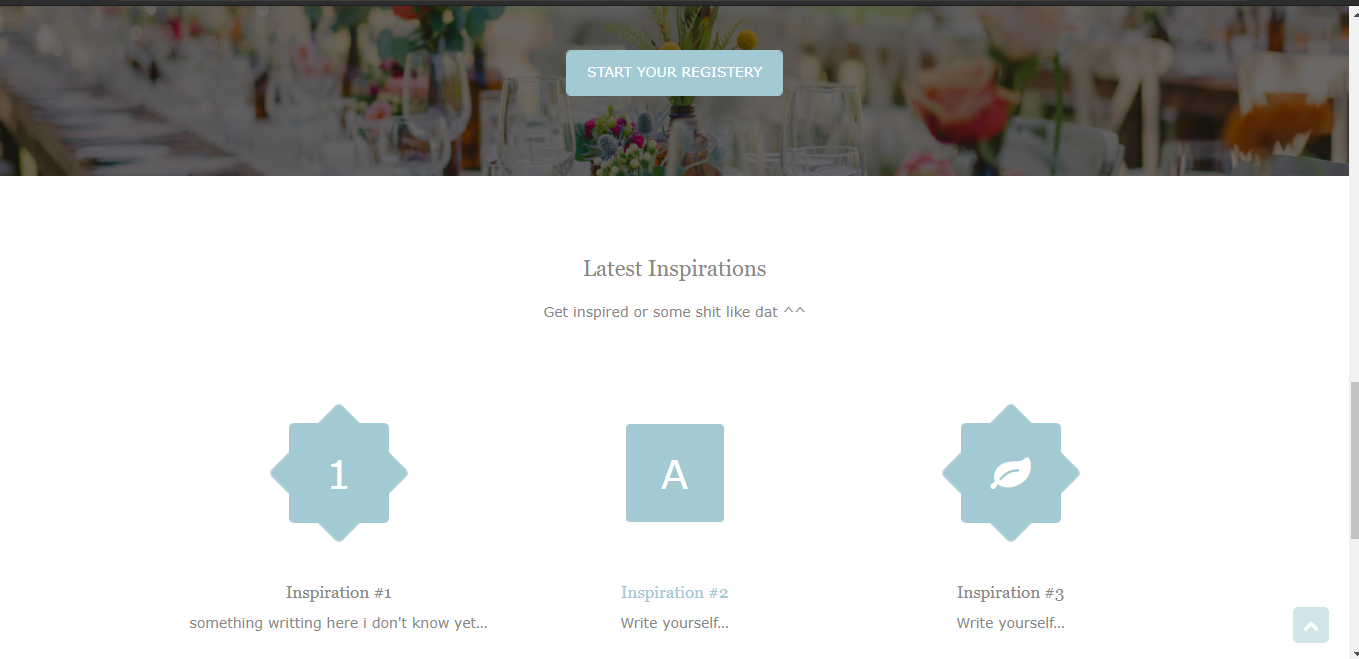 START YOUR REGISTERY
Latest Inspirations
Get inspired or some shit like dat ^^
1
A
Inspiration #1
Inspiration #2
Inspiration #3
something writting here i don't know yet...
Write yourself...
Write yourself...